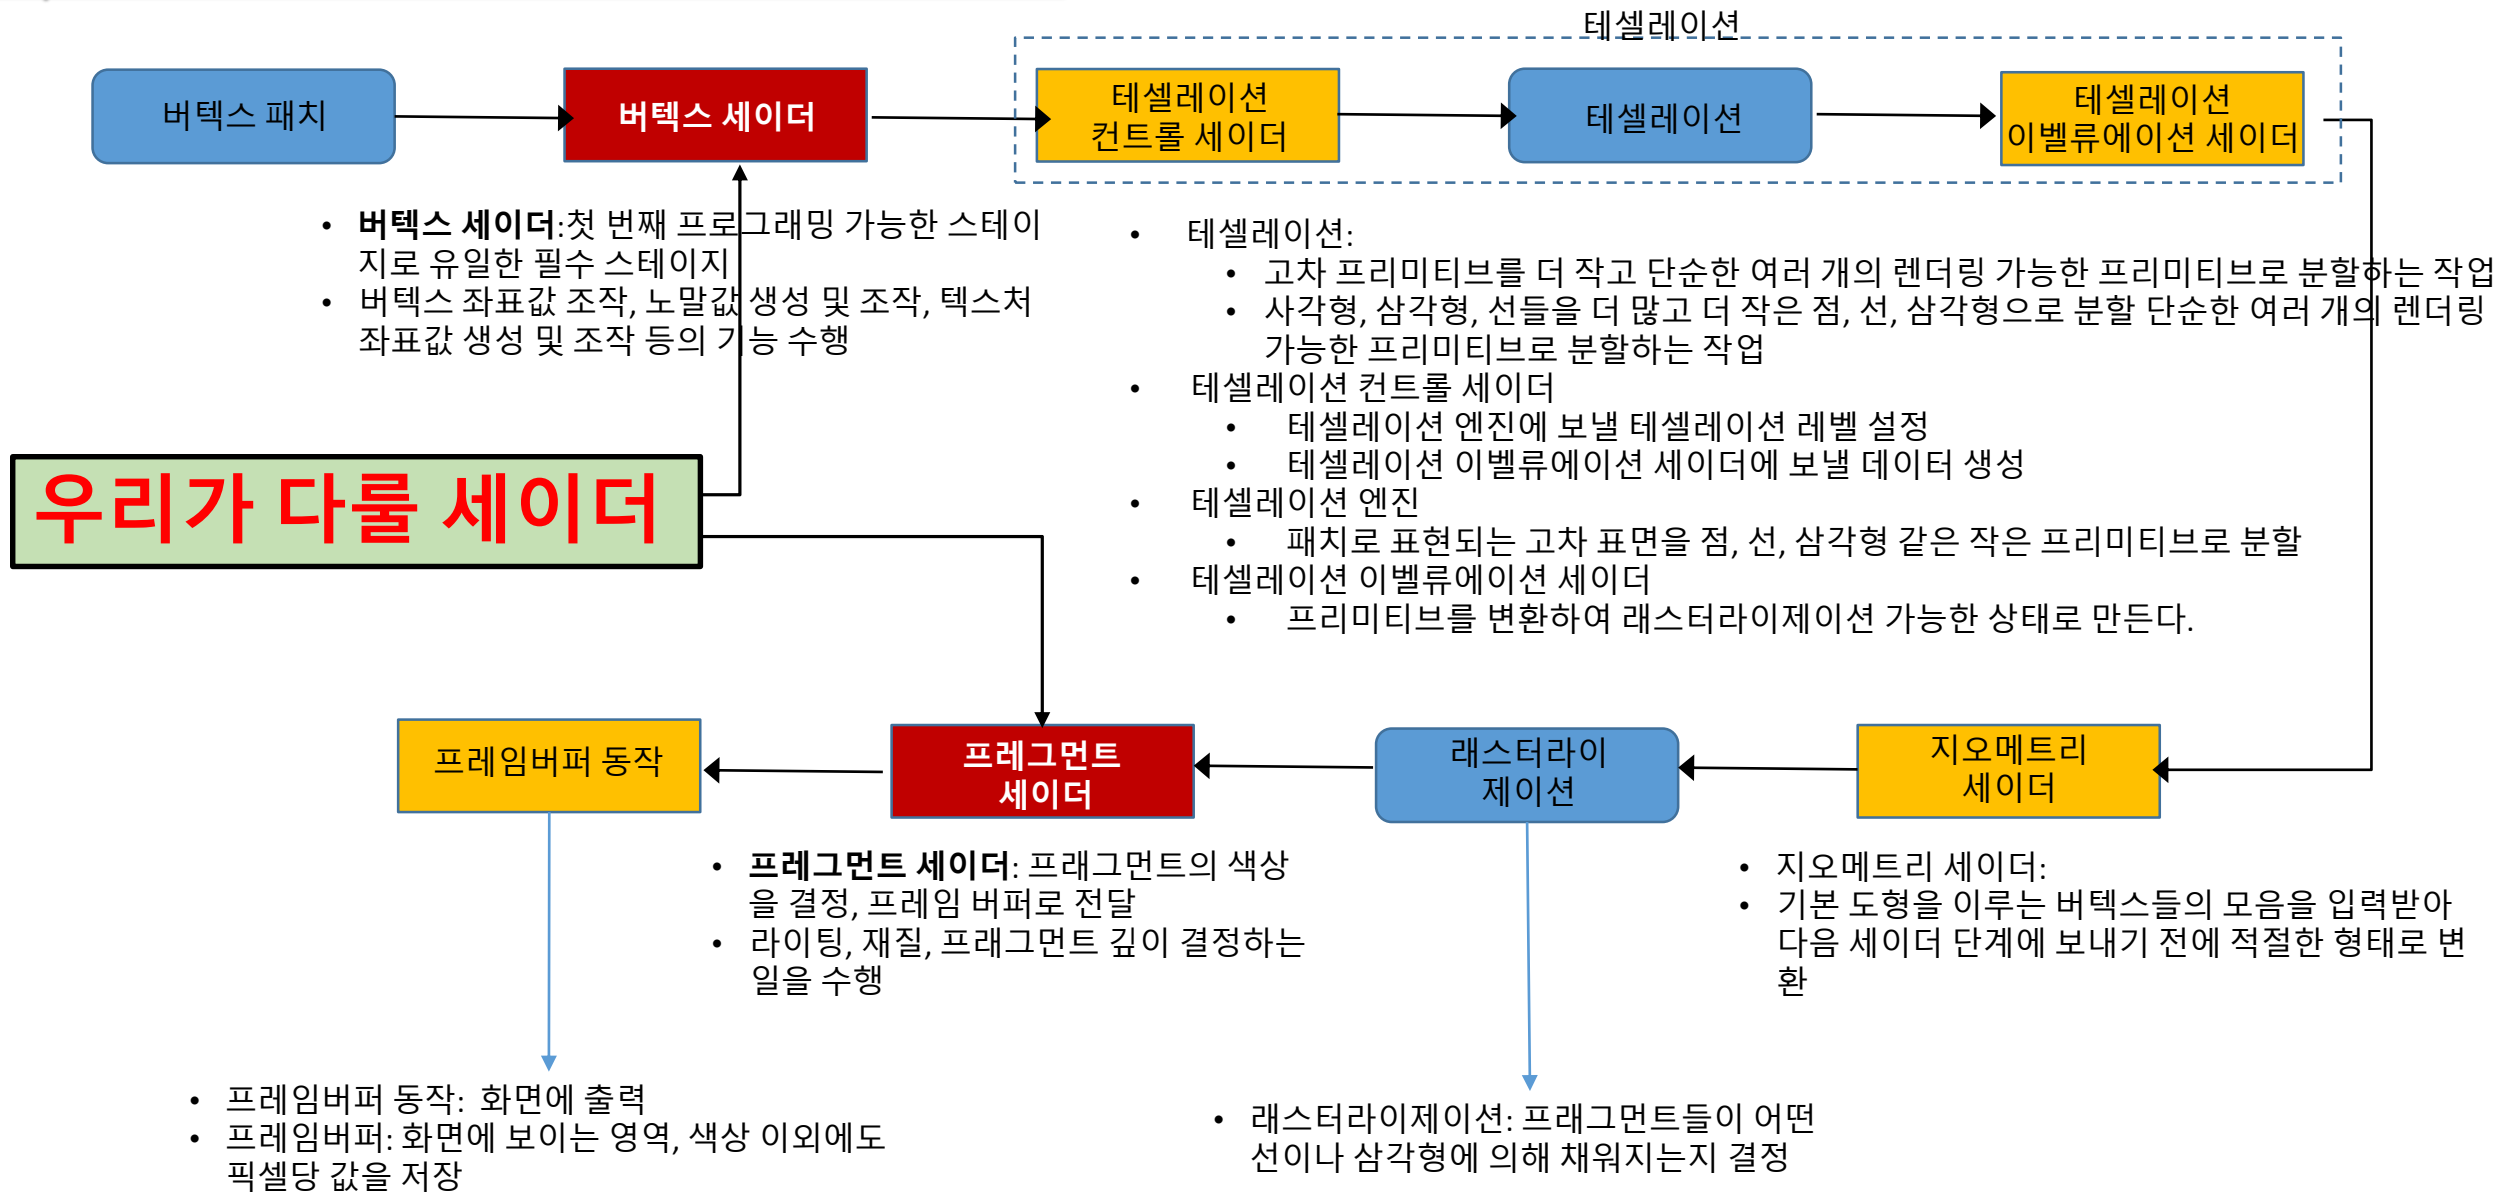 테셀레이션
버텍스 패치
버텍스 세이더
테셀레이션
컨트롤 세이더
테셀레이션
테셀레이션
이벨류에이션 세이더
• 버텍스 세이더:첫 번째 프로그래밍 가능한 스테이
지로 유일한 필수 스테이지
• 버텍스 좌표값 조작, 노말값 생성 및 조작, 텍스처
좌표값 생성 및 조작 등의 기능 수행
• 테셀레이션:
• 고차 프리미티브를 더 작고 단순한 여러 개의 렌더링 가능한 프리미티브로 분할하는 작업
• 사각형, 삼각형, 선들을 더 많고 더 작은 점, 선, 삼각형으로 분할 단순한 여러 개의 렌더링
가능한 프리미티브로 분할하는 작업
• 테셀레이션 컨트롤 세이더
• 테셀레이션 엔진에 보낼 테셀레이션 레벨 설정
• 테셀레이션 이벨류에이션 세이더에 보낼 데이터 생성
• 테셀레이션 엔진
• 패치로 표현되는 고차 표면을 점, 선, 삼각형 같은 작은 프리미티브로 분할
• 테셀레이션 이벨류에이션 세이더
• 프리미티브를 변환하여 래스터라이제이션 가능한 상태로 만든다.
우리가 다룰 세이더
프레임버퍼 동작
프레그먼트
세이더
래스터라이
제이션
지오메트리
세이더
• 프레그먼트 세이더: 프래그먼트의 색상
을 결정, 프레임 버퍼로 전달
• 라이팅, 재질, 프래그먼트 깊이 결정하는
일을 수행
• 지오메트리 세이더:
• 기본 도형을 이루는 버텍스들의 모음을 입력받아
다음 세이더 단계에 보내기 전에 적절한 형태로 변
환
• 프레임버퍼 동작: 화면에 출력
• 프레임버퍼: 화면에 보이는 영역, 색상 이외에도
픽셀당 값을 저장
• 래스터라이제이션: 프래그먼트들이 어떤
선이나 삼각형에 의해 채워지는지 결정